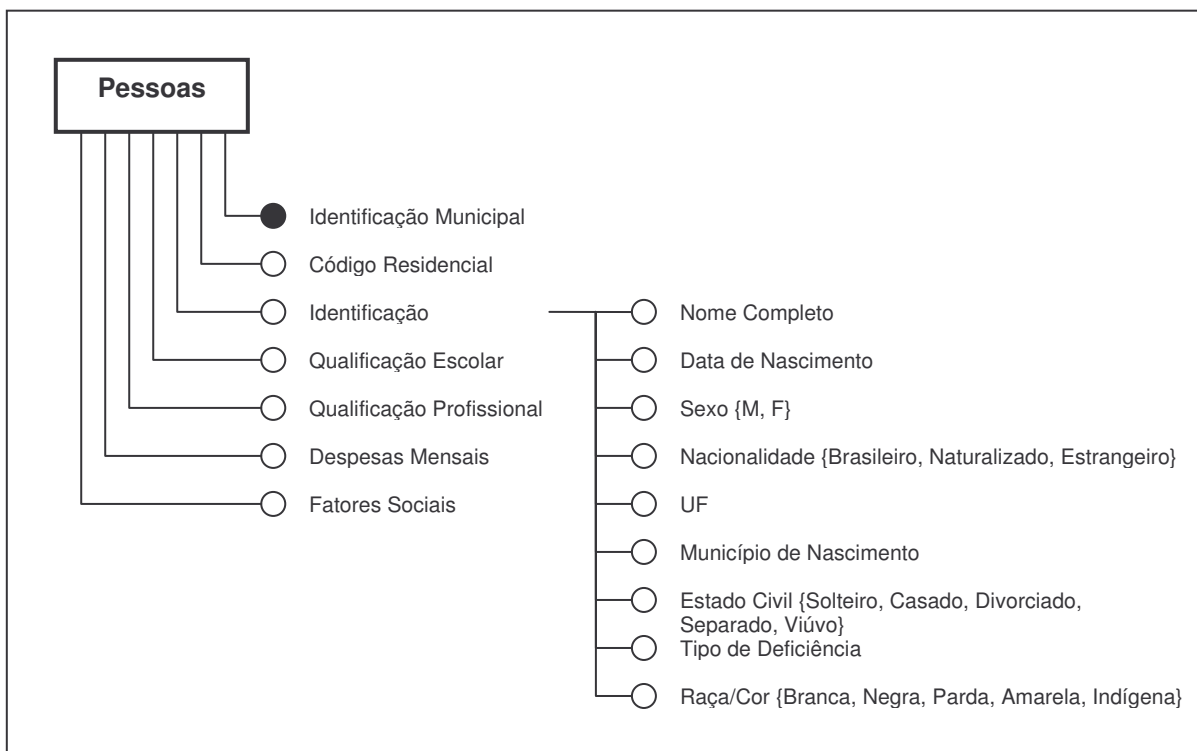 Pessoas
Identificação Municipal
Código Residencial
Identificação
Qualificação Escolar
Qualificação Profissional
Despesas Mensais
Fatores Sociais
Nome Completo
Data de Nascimento
Sexo {M, F}
Nacionalidade {Brasileiro, Naturalizado, Estrangeiro}
UF
Município de Nascimento
Estado Civil {Solteiro, Casado, Divorciado,
Separado, Viúvo}
Tipo de Deficiência
Raça/Cor {Branca, Negra, Parda, Amarela, Indígena}